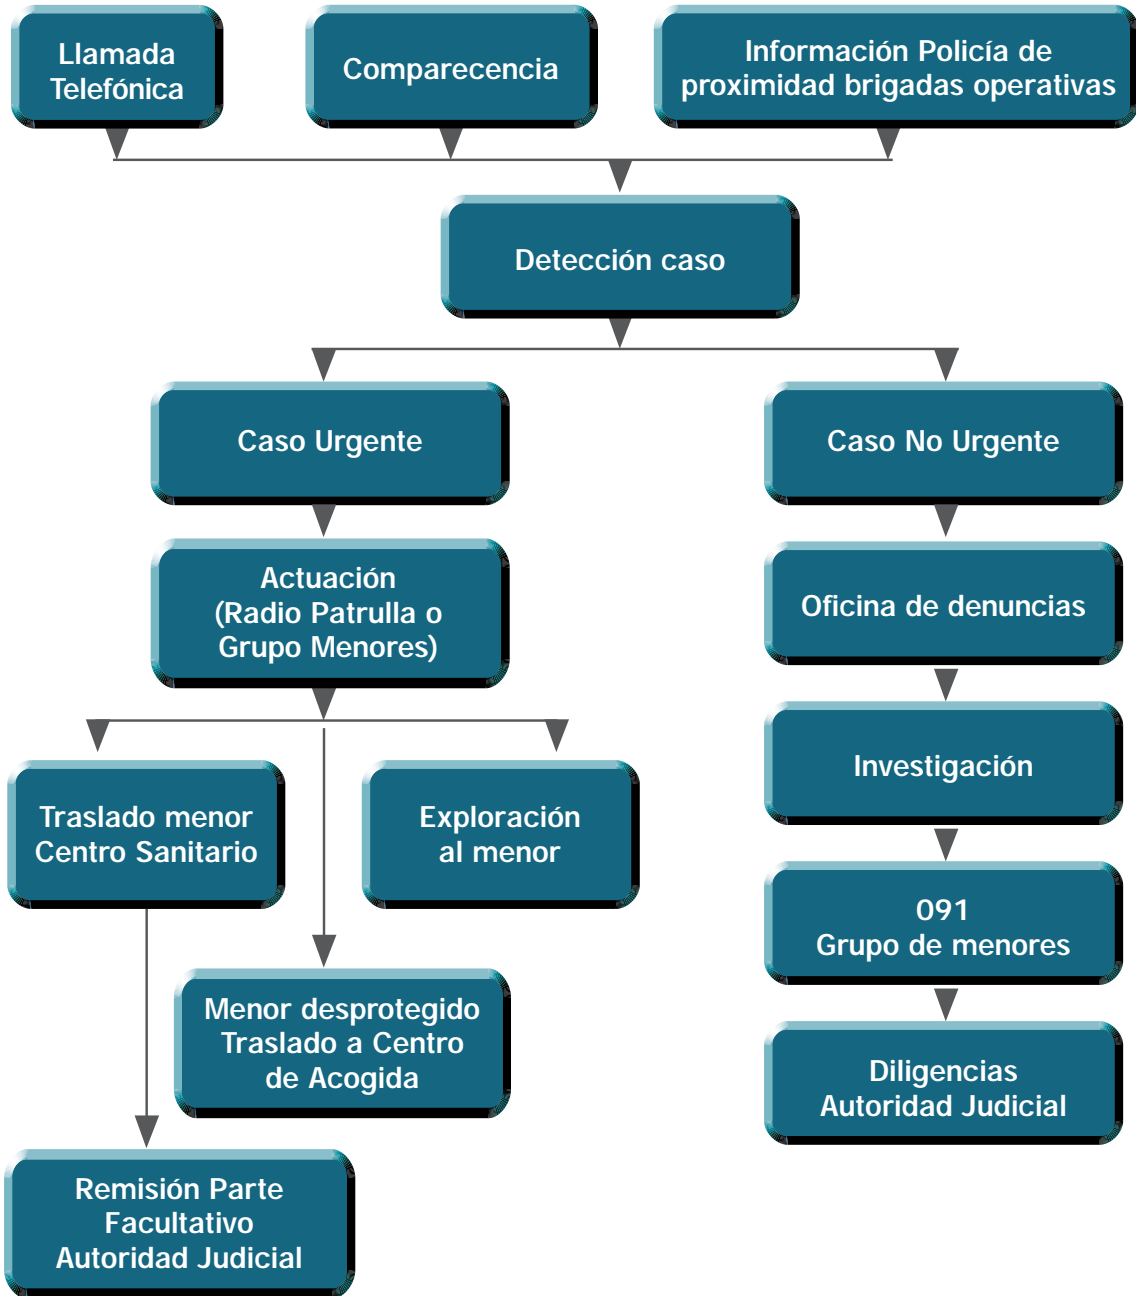 Llamada
Telefónica
Comparecencia
Información Policía de
proximidad brigadas operativas
Detección caso
Caso Urgente
Caso No Urgente
Actuación
(Radio Patrulla o
Grupo Menores)
Oficina de denuncias
Traslado menor
Centro Sanitario
Exploración
al menor
Investigación
091
Grupo de menores
Menor desprotegido
Traslado a Centro
de Acogida
Diligencias
Autoridad Judicial
Remisión Parte
Facultativo
Autoridad Judicial